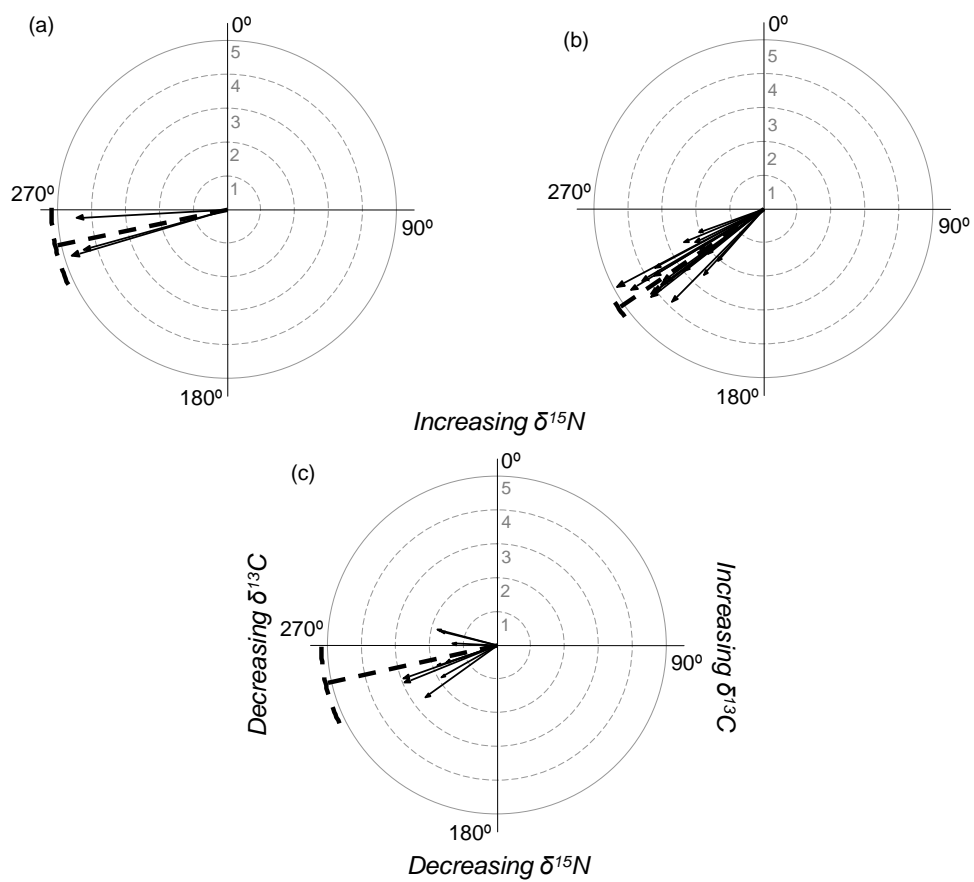 (a)
0º
5
4
3
2
1
270º
90º
180º
(b)
0º
5
4
3
2
1
270º
90º
180º
Increasing δ¹⁵N
(c)
0º
5
4
3
2
1
Decreasing δ¹³C
270º
90º
Increasing δ¹³C
180º
Decreasing δ¹⁵N